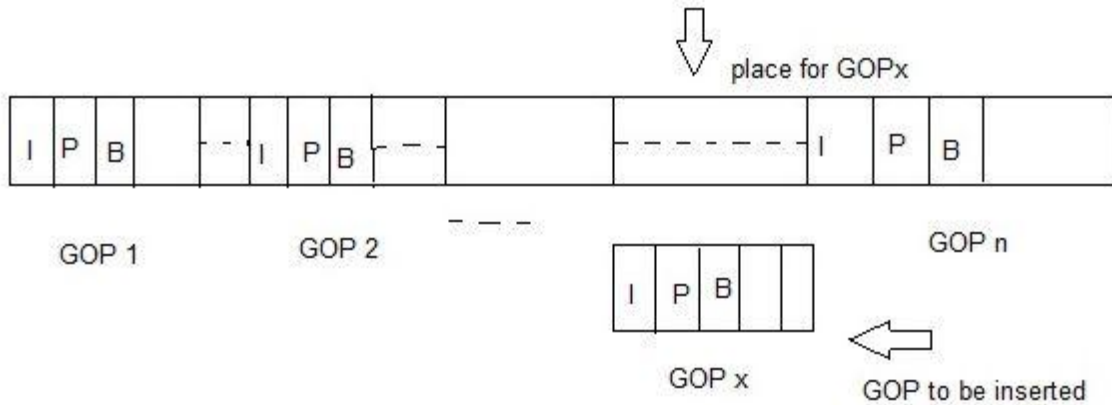 place for GOPx
I P B I P B I P B
GOP 1 GOP 2 GOP n
I P B
GOP x
GOP to be inserted